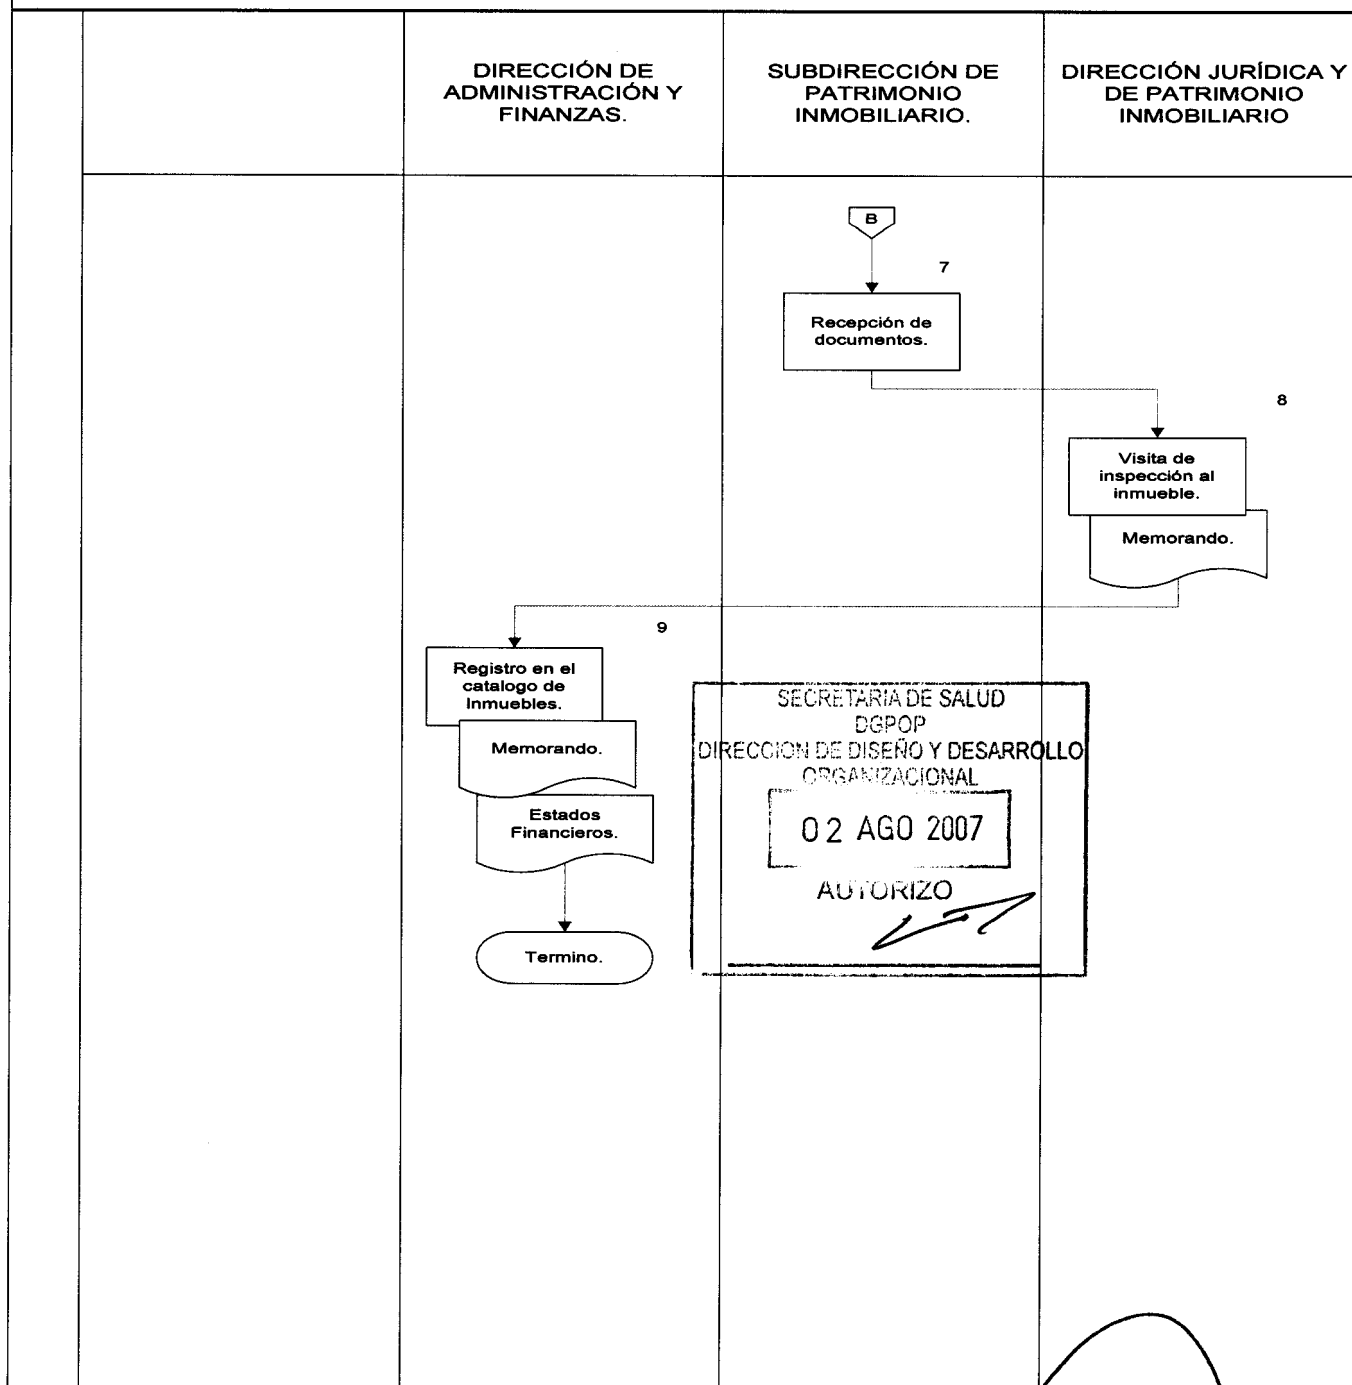 DIRECCIÓN DE
ADMINISTRACIÓN Y
FINANZAS.
SUBDIRECCIÓN DE
PATRIMONIO
INMOBILIARIO.
DIRECCIÓN JURÍDICA Y
DE PATRIMONIO
INMOBILIARIO
B
7
Recepción de
documentos.
8
Visita de
inspección al
inmueble.
Memorando.
9
Registro en el
catalogo de
Inmuebles.
Memorando.
Estados
Financieros.
Termino.
SECRETARIA DE SALUD
DGPOP
DIRECCION DE DISEÑO Y DESARROLLO
ORGANIZACIONAL
02 AGO 2007
AUTORIZO